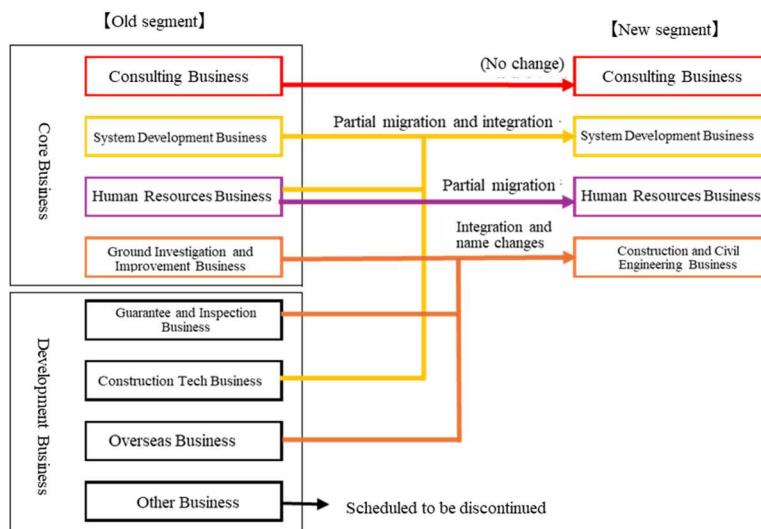 【Old segment】
【New segment】
Core Business
Consulting Business
(No change)
Consulting Business
System Development Business
Partial migration and integration
System Development Business
Human Resources Business
Partial migration
Human Resources Business
Ground Investigation and
Improvement Business
Integration and
name changes
Construction and Civil
Engineering Business
Development Business
Guarantee and Inspection
Business
Construction Tech Business
Overseas Business
Other Business
Scheduled to be discontinued